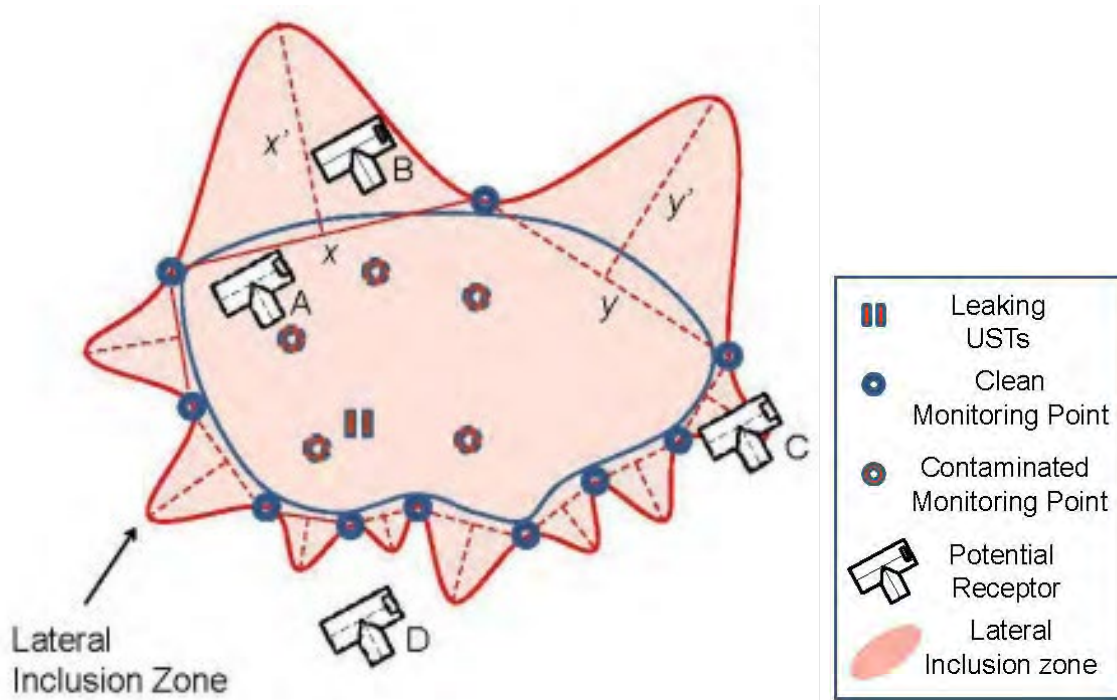 x'
B
x
A
y'
y
C
D
Lateral
Inclusion Zone
Leaking
USTs
Clean
Monitoring Point
Contaminated
Monitoring Point
Potential
Receptor
Lateral
Inclusion zone